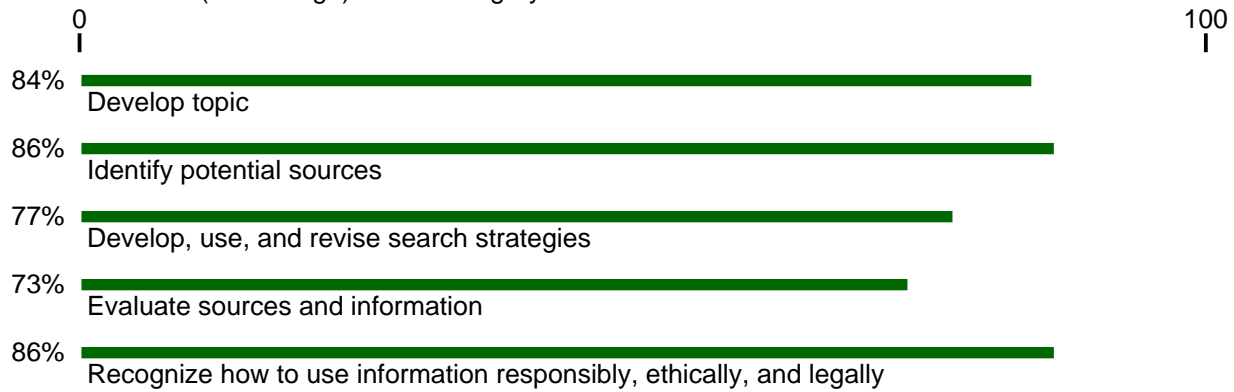 0 100
84%
Develop topic
86%
Identify potential sources
77%
Develop, use, and revise search strategies
73%
Evaluate sources and information
86%
Recognize how to use information responsibly, ethically, and legally